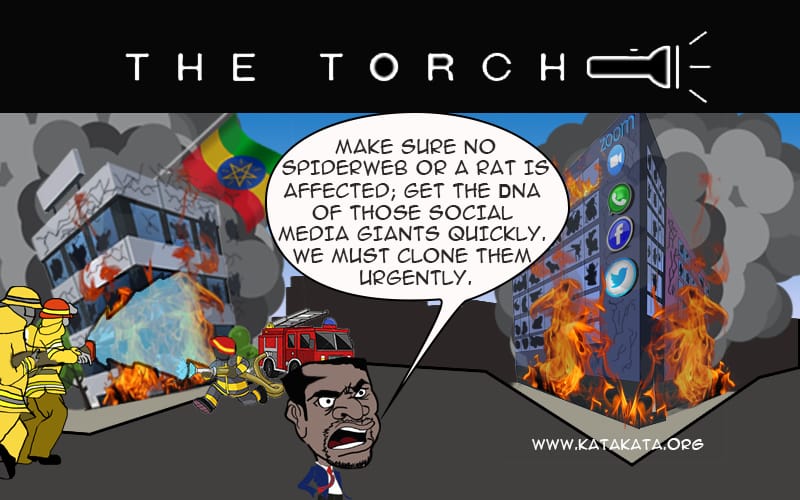 THE TORCH
MAKE SURE NO
SPIDERWEB OR A RAT IS
AFFECTED; GET THE DNA
OF THOSE SOCIAL
MEDIA GIANTS QUICKLY.
WE MUST CLONE THEM
URGENTLY.
zoom
WWW.KATAKATA.ORG